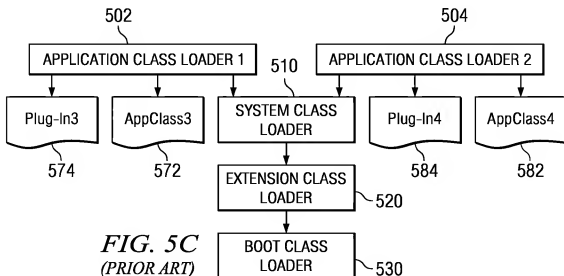 502
504
APPLICATION CLASS LOADER 1
510
APPLICATION CLASS LOADER 2
Plug-In3
AppClass3
SYSTEM CLASS
LOADER
Plug-In4
AppClass4
574
572
584
582
EXTENSION CLASS
LOADER
520
FIG. 5C
(PRIOR ART)
BOOT CLASS
LOADER
530